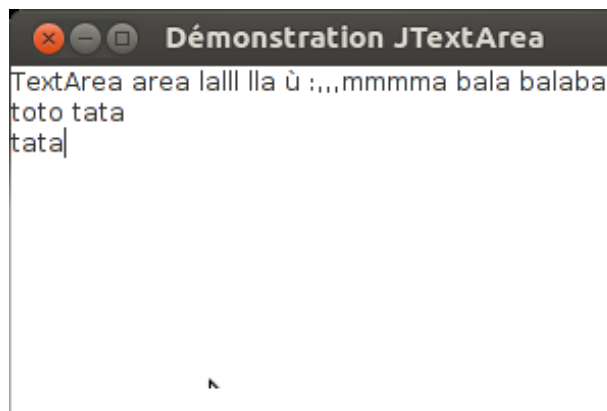 Démonstration JTextArea
TextArea area lalll lla ù :,,,mmmma bala balaba
toto tata
tata